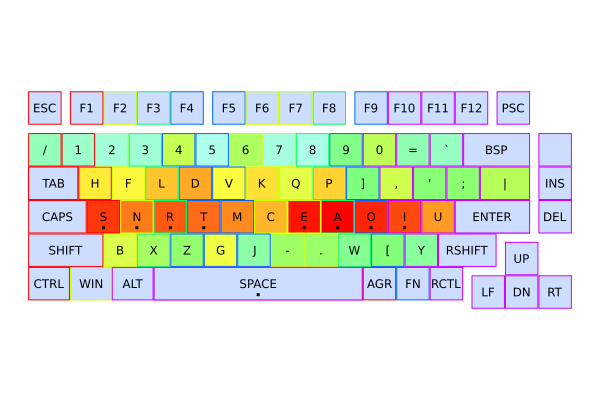 ESC F1 F2 F3 F4 F5 F6 F7 F8 F9 F10 F11 F12 PSC
/ 1 2 3 4 5 6 7 8 9 0 = ` BSP
TAB H F L D V K Q P ] , ' ; | INS
CAPS S N R T M C E A O I U ENTER DEL
SHIFT B X Z G J - . W [ Y RSHIFT UP
CTRL WIN ALT SPACE AGR FN RCTL LF DN RT